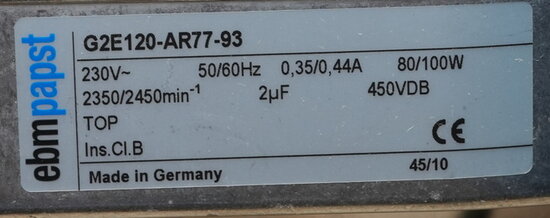 ebmpapst
G2E120-AR77-93
230V~ 50/60Hz 0,35/0,44A 80/100W
2350/2450min⁻¹ 2µF 450VDB
TOP
Ins.Cl.B CE
Made in Germany 45/10